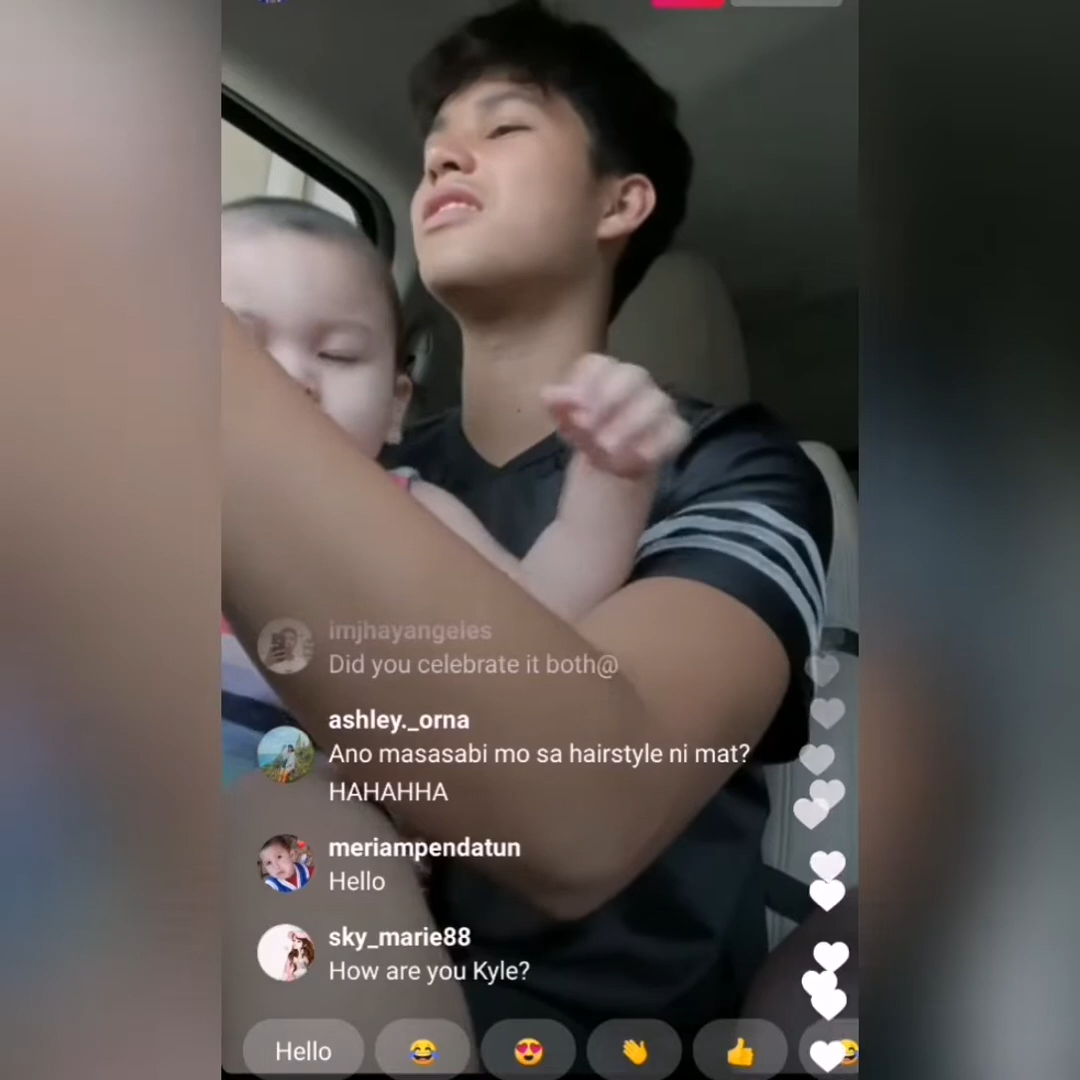 imjhayangeles
Did you celebrate it both@
ashley._orna
Ano masasabi mo sa hairstyle ni mat?
HAHAHHA
meriampendatun
Hello
sky_marie88
How are you Kyle?
Hello